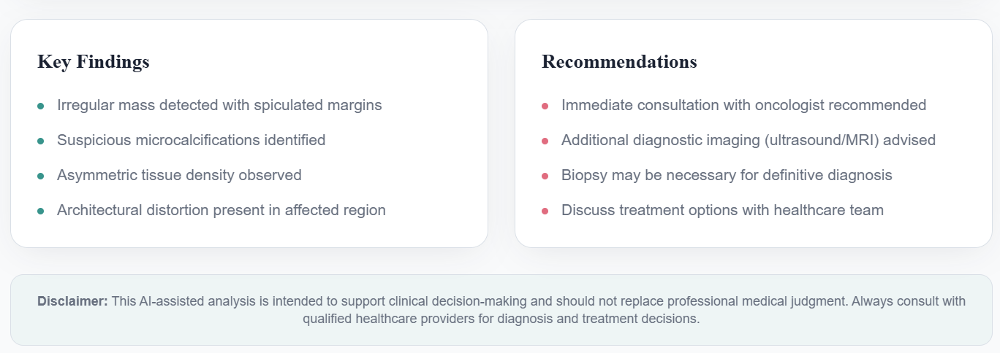 Key Findings
Irregular mass detected with spiculated margins
Suspicious microcalcifications identified
Asymmetric tissue density observed
Architectural distortion present in affected region
Recommendations
Immediate consultation with oncologist recommended
Additional diagnostic imaging (ultrasound/MRI) advised
Biopsy may be necessary for definitive diagnosis
Discuss treatment options with healthcare team
Disclaimer: This AI-assisted analysis is intended to support clinical decision-making and should not replace professional medical judgment. Always consult with
qualified healthcare providers for diagnosis and treatment decisions.